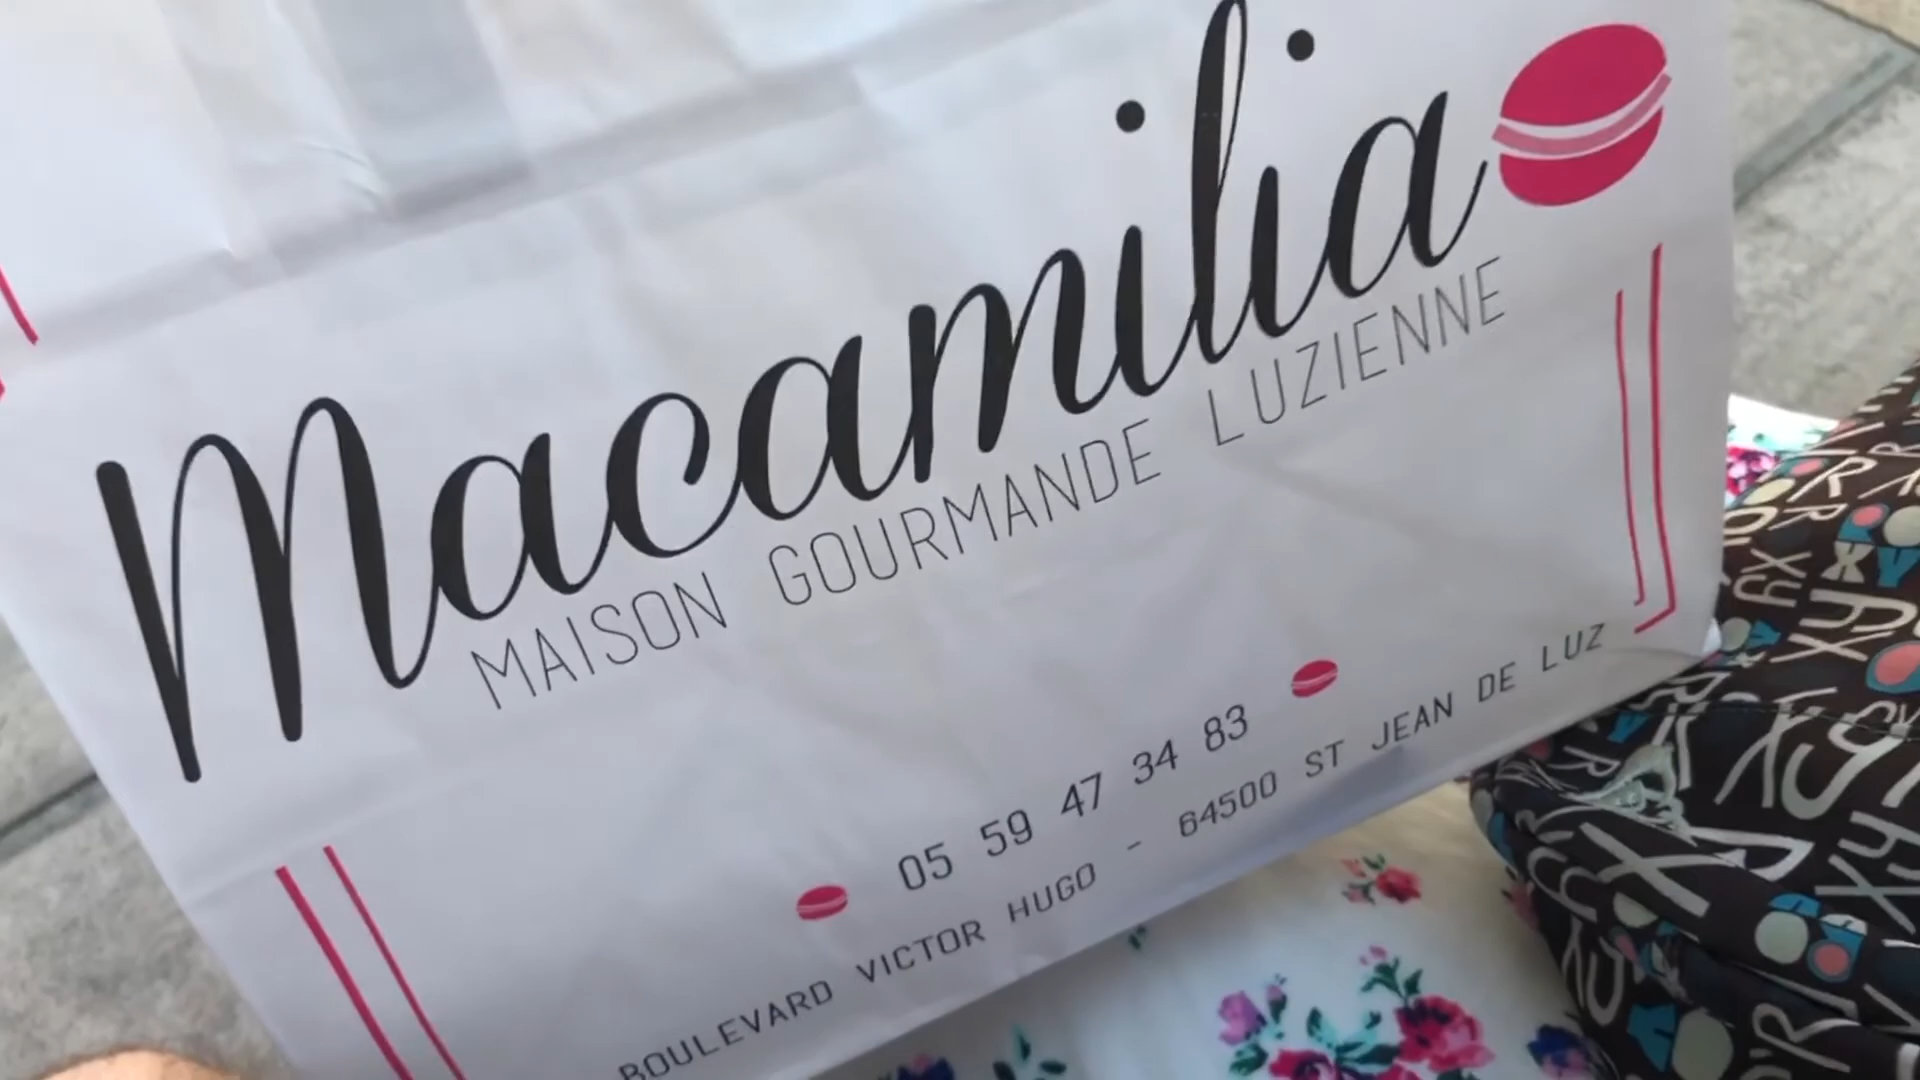 Macamilia
MAISON GOURMANDE LUZIENNE
05 59 47 34 83
BOULEVARD VICTOR HUGO - 64500 ST JEAN DE LUZ